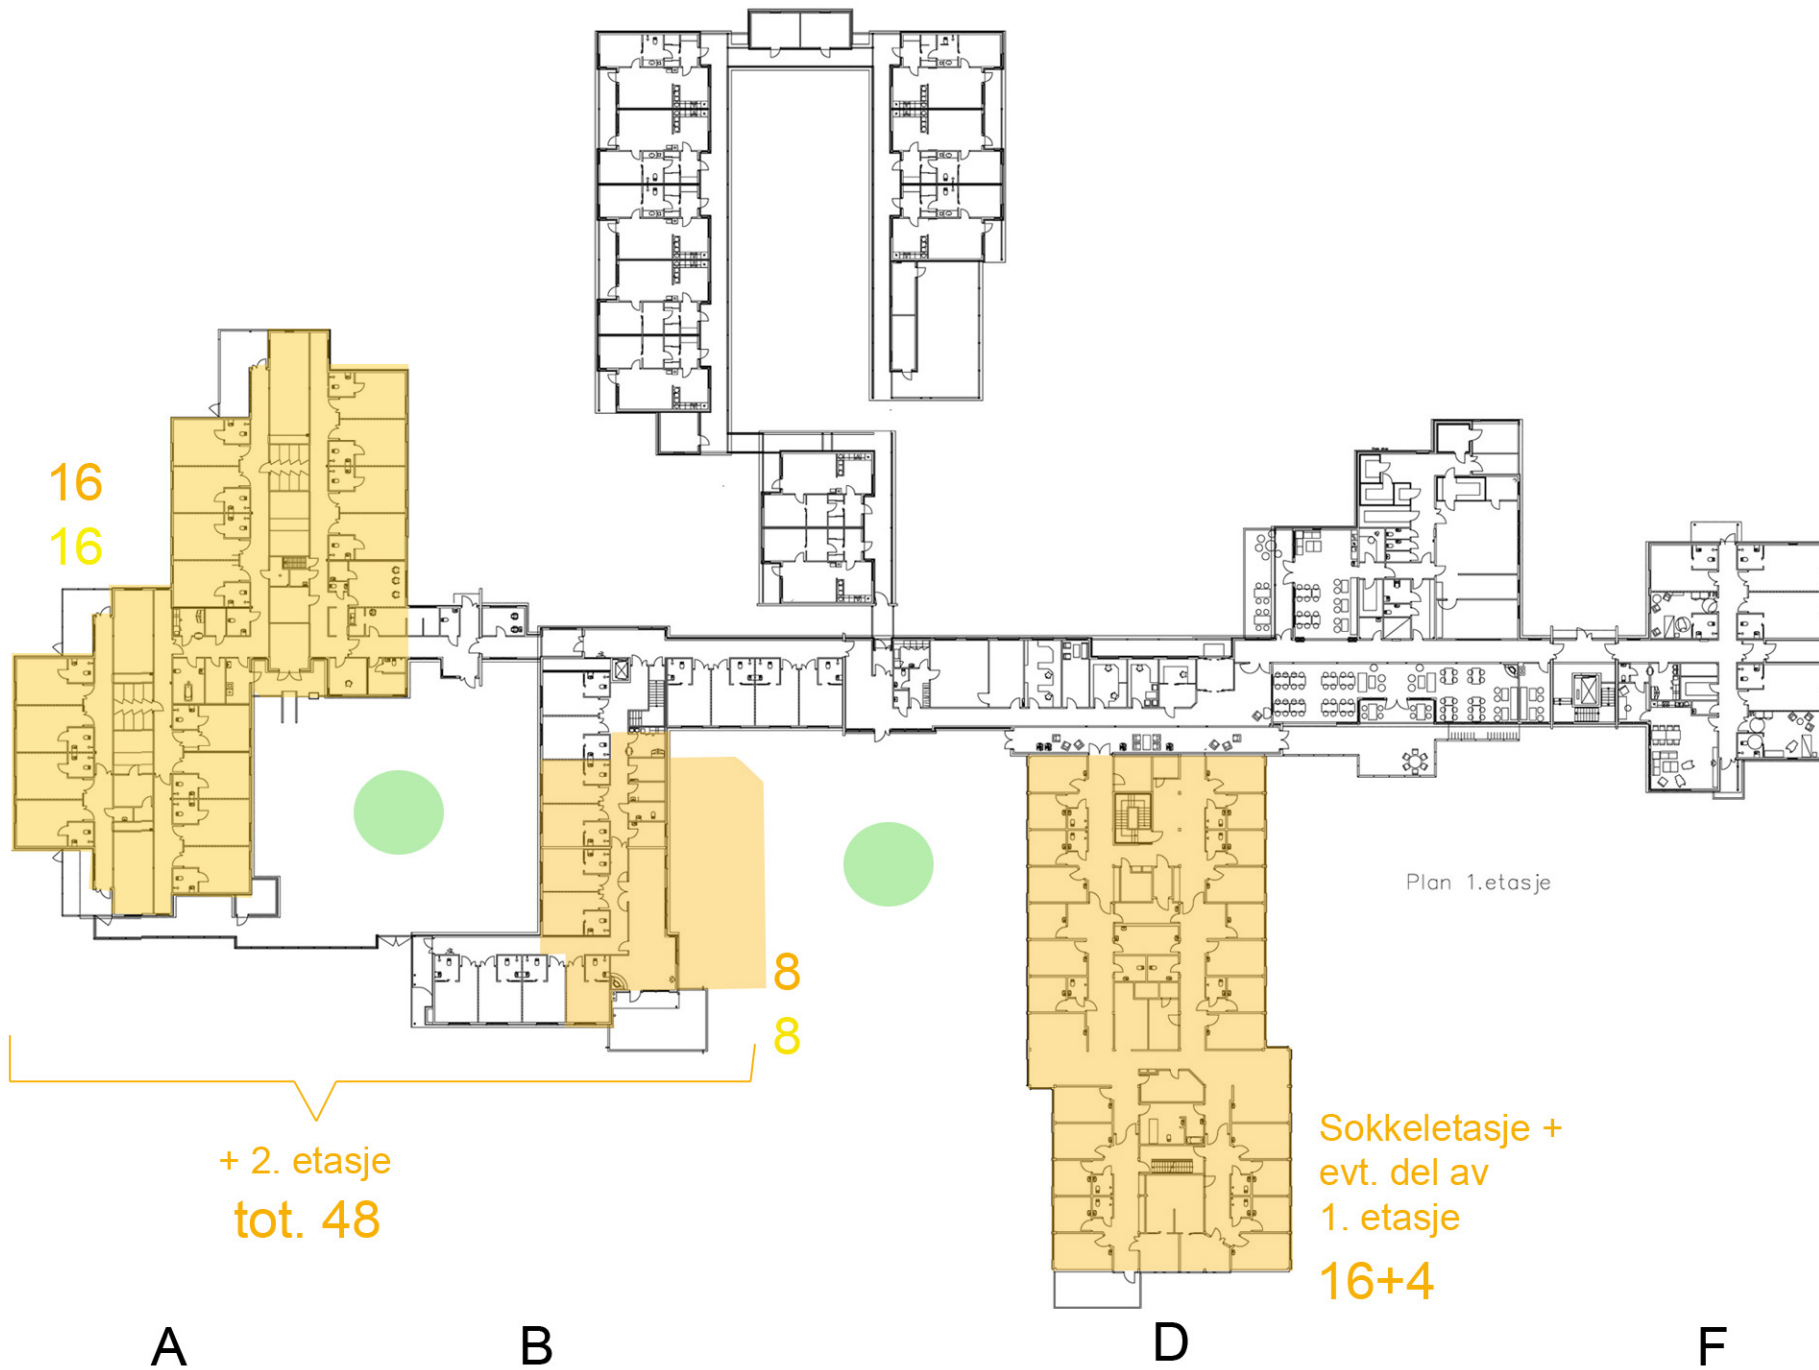 16
16
8
8
+ 2. etasje
tot. 48
Plan 1.etasje
Sokkeletasje +
evt. del av
1. etasje
16+4
A
B
D
F